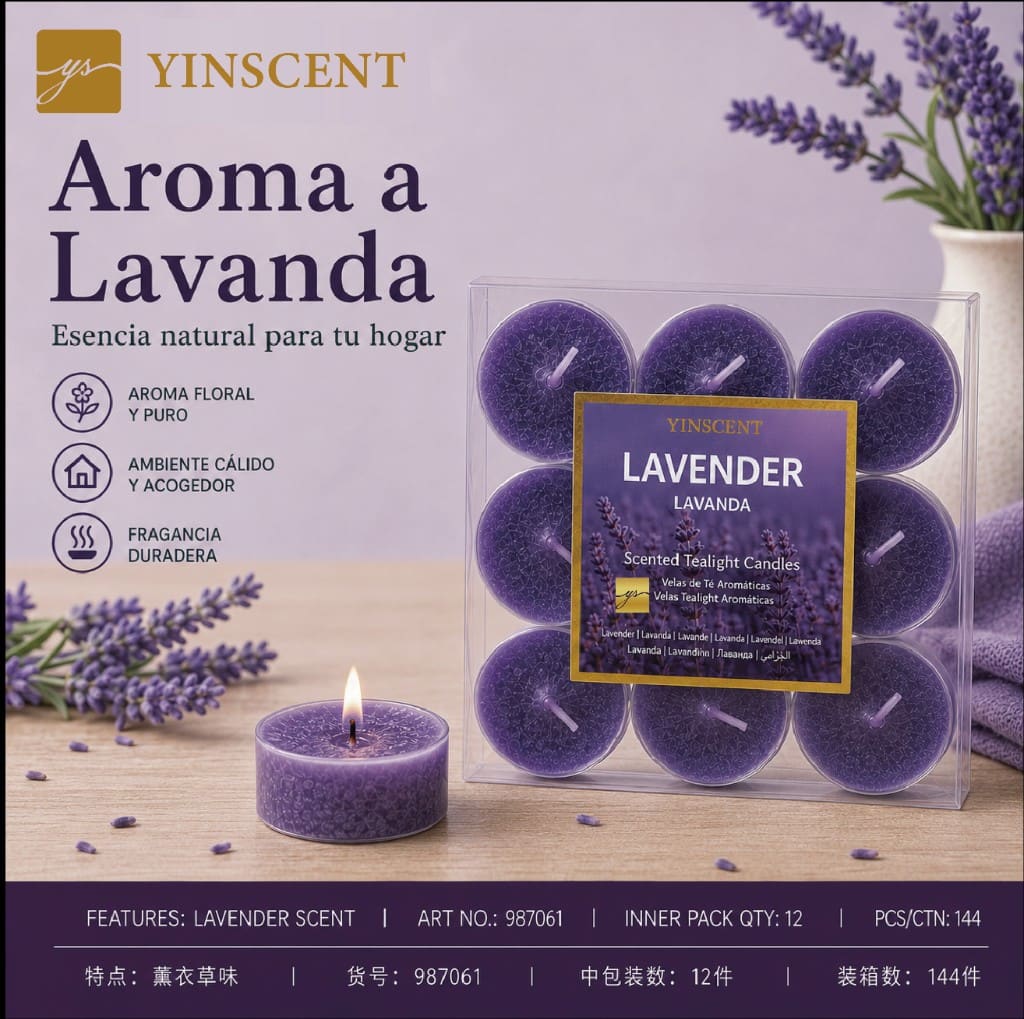 ys YINSCENT
Aroma a
Lavanda
Esencia natural para tu hogar
AROMA FLORAL
Y PURO
AMBIENTE CÁLIDO
Y ACOGEDOR
FRAGANCIA
DURADERA
YINSCENT
LAVENDER
LAVANDA
Scented Tealight Candles
ys
Velas de Té Aromáticas
Velas Tealight Aromáticas
Lavender | Lavanda | Lavande | Lavanda | Lavendel | Lawenda
Lavanda | Lavandinn | Лаванда | الخزامى
FEATURES: LAVENDER SCENT | ART NO.: 987061 | INNER PACK QTY: 12 | PCS/CTN: 144
特点：薰衣草味 | 货号：987061 | 中包装数：12件 | 装箱数：144件